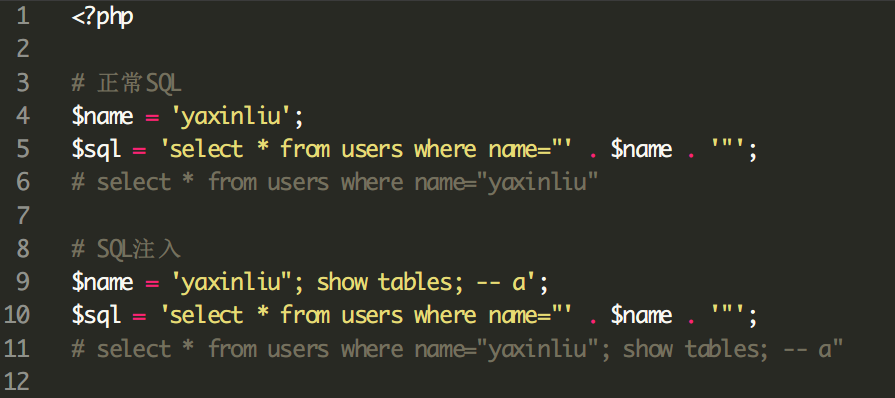 1 <?php
2
3 # 正常SQL
4 $name = 'yaxinliu';
5 $sql = 'select * from users where name="' . $name . '"';
6 # select * from users where name="yaxinliu"
7
8 # SQL注入
9 $name = 'yaxinliu"; show tables; -- a';
10 $sql = 'select * from users where name="' . $name . '"';
11 # select * from users where name="yaxinliu"; show tables; -- a"
12